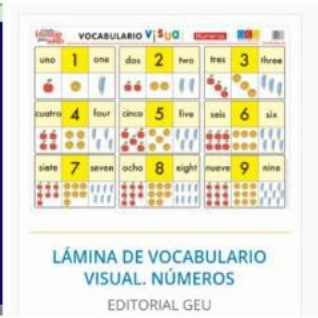 VOCABULARIO VISUAL Números
uno 1 one dos 2 two tres 3 three
cuatro 4 four cinco 5 five seis 6 six
siete 7 seven ocho 8 eight nueve 9 nine
LÁMINA DE VOCABULARIO
VISUAL. NÚMEROS
EDITORIAL GEU